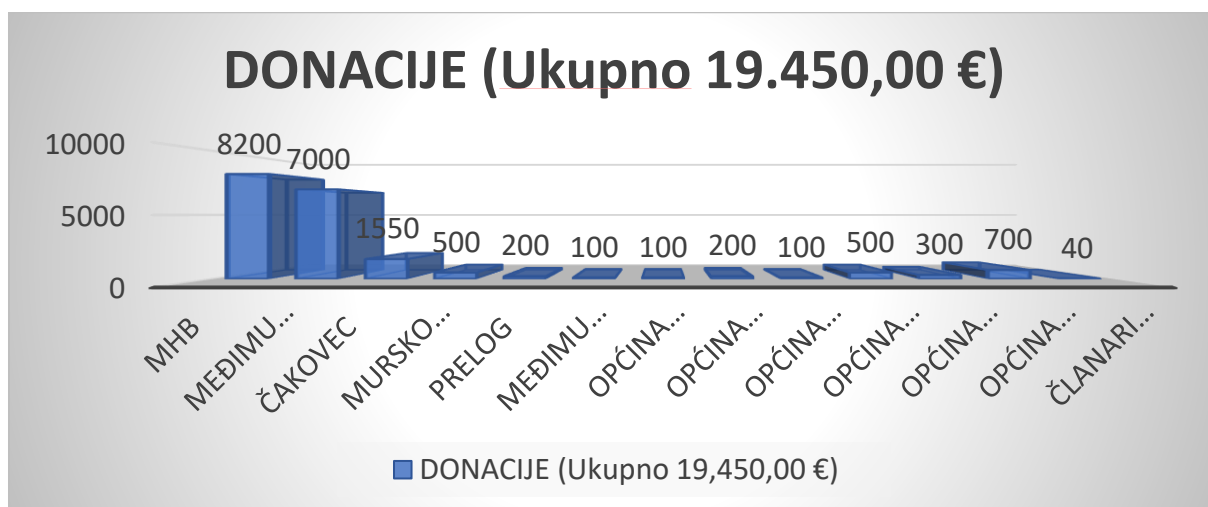 DONACIJE (Ukupno 19.450,00 €)
10000
5000
0
8200
7000
1550
500
200
100
100
200
100
500
300
700
40
MHB
MEĐIMU...
ČAKOVEC
MURSKO...
PRELOG
MEĐIMU...
OPĆINA...
OPĆINA...
OPĆINA...
OPĆINA...
OPĆINA...
OPĆINA...
ČLANARI...
DONACIJE (Ukupno 19,450,00 €)